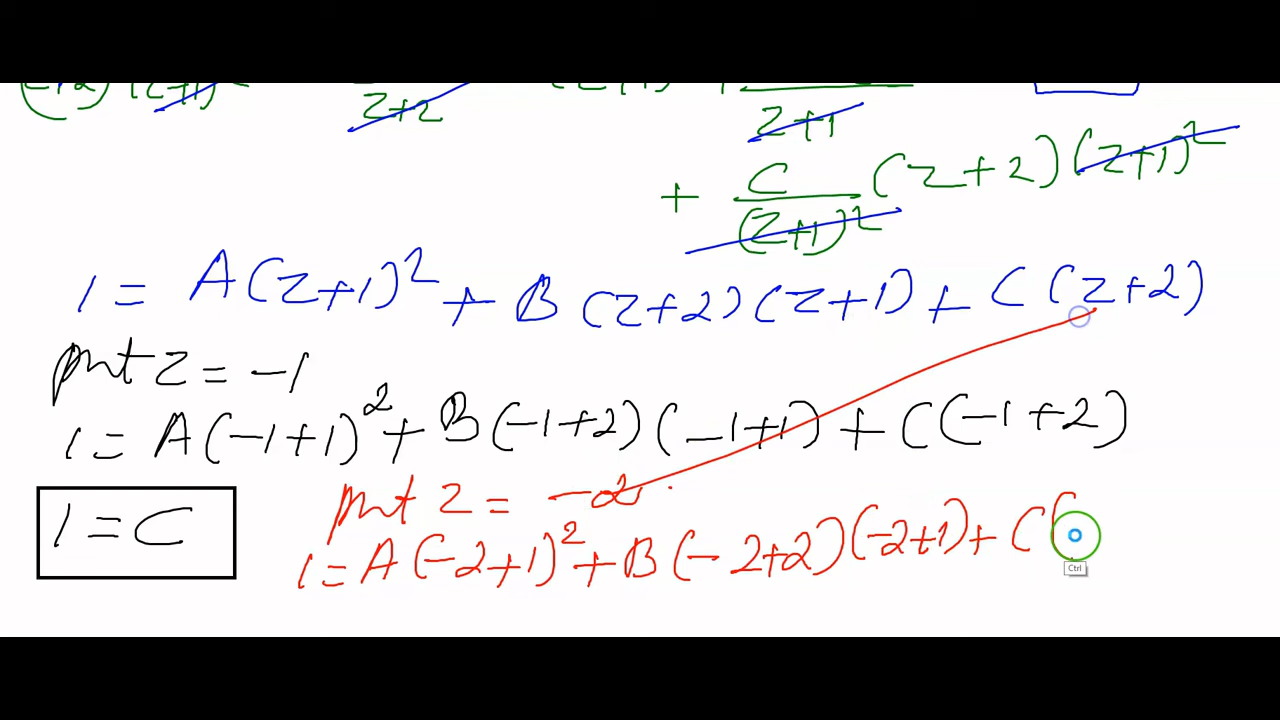 z+2
z+1
+ C/(z+1)² (z+2) (z+1)²
1 = A(z+1)² + B(z+2)(z+1) + C(z+2)
put z = -1
1 = A(-1+1)² + B(-1+2)(-1+1) + C(-1+2)
put z = -2
1 = C
1 = A(-2+1)² + B(-2+2)(-2+1) + C(
Ctrl